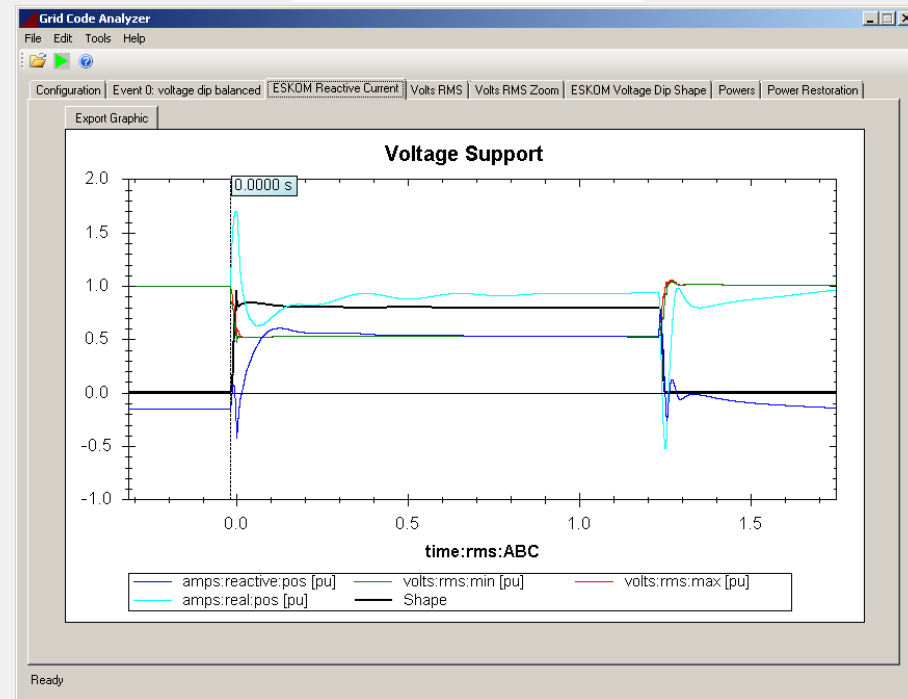 Grid Code Analyzer
File Edit Tools Help
Configuration Event 0: voltage dip balanced ESKOM Reactive Current Volts RMS Volts RMS Zoom ESKOM Voltage Dip Shape Powers Power Restoration
Export Graphic
Voltage Support
2.0
0.0000 s
1.5
1.0
0.5
0.0
-0.5
-1.0
0.0 0.5 1.0 1.5
time:rms:ABC
amps:reactive:pos [pu] volts:rms:min [pu] volts:rms:max [pu]
amps:real:pos [pu] Shape
Ready